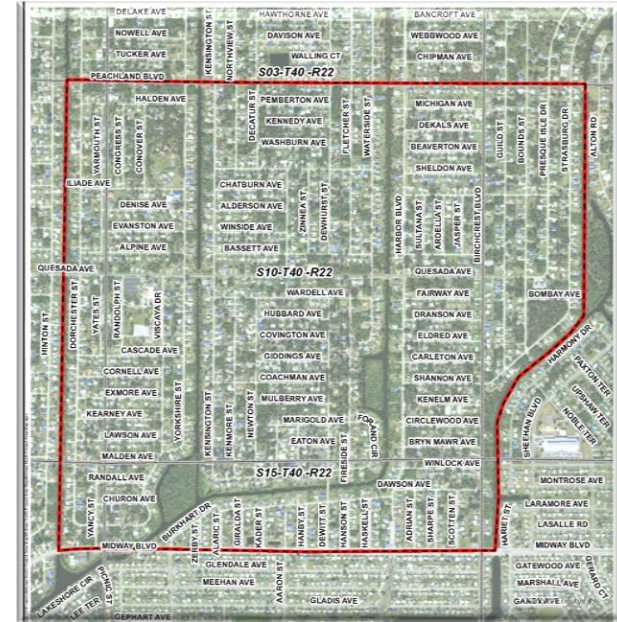 DELAKE AVE
HAWTHORNE AVE
BANCROFT AVE
NOWELL AVE
DAVISON AVE
WEBBWOOD AVE
TUCKER AVE
KENSINGTON ST
NORTHVIEW ST
WALLING CT
CHIPMAN AVE
PEACHLAND BLVD
S03-T40 -R22
HALDEN AVE
PEMBERTON AVE
MICHIGAN AVE
DECATUR ST
KENNEDY AVE
FLETCHER ST
WATERSIDE ST
DEKALS AVE
WASHBURN AVE
BEAVERTON AVE
SHELDON AVE
YARMOUTH ST
CONGRESS ST
CONOVER ST
GUILD ST
BOUNDS ST
PRESQUE ISLE DR
STRASBURG DR
ALTON RD
ILIADE AVE
CHATBURN AVE
DENISE AVE
ALDERSON AVE
EVANSTON AVE
WINSIDE AVE
ALPINE AVE
BASSETT AVE
ZINNEA ST
DEWHURST ST
HARBOR BLVD
SULTANA ST
ARDELLA ST
JASPER ST
BIRCHCREST BLVD
QUESADA AVE
S10-T40 -R22
QUESADA AVE
WARDELL AVE
FAIRWAY AVE
BOMBAY AVE
HINTON ST
DORCHESTER ST
YATES ST
RANDOLPH ST
VISCAYA DR
HUBBARD AVE
DRANSON AVE
COVINGTON AVE
ELDRED AVE
CASCADE AVE
GIDDINGS AVE
CARLETON AVE
HARMONY DR
CORNELL AVE
COACHMAN AVE
SHANNON AVE
PAXTON TER
EXMORE AVE
MULBERRY AVE
KENELM AVE
UPSHAW TER
KEARNEY AVE
YORKSHIRE ST
KENSINGTON ST
KENMORE ST
NEWTON ST
MARIGOLD AVE
FORAND CIR
CIRCLEWOOD AVE
SHEEHAN BLVD
NOBLE TER
LAWSON AVE
EATON AVE
FIRESIDE ST
BRYN MAWR AVE
MALDEN AVE
WINLOCK AVE
S15-T40 -R22
RANDALL AVE
DAWSON AVE
MONTROSE AVE
CHURON AVE
YANCY ST
BURKHART DR
ZERBY ST
ALARIC ST
GIRALDA ST
KADER ST
HANBY ST
DEWITT ST
HANSON ST
HASKELL ST
ADRIAN ST
SHARPE ST
SCOTTEN ST
HARRIET ST
LARAMORE AVE
LASALLE RD
MIDWAY BLVD
MIDWAY BLVD
GLENDALE AVE
GATEWOOD AVE
LAKESHORE CIR
PICNIC ST
MEEHAN AVE
AARON ST
MARSHALL AVE
GERARD CT
LEE TER
GLADIS AVE
GANDY AVE
GEPHART AVE